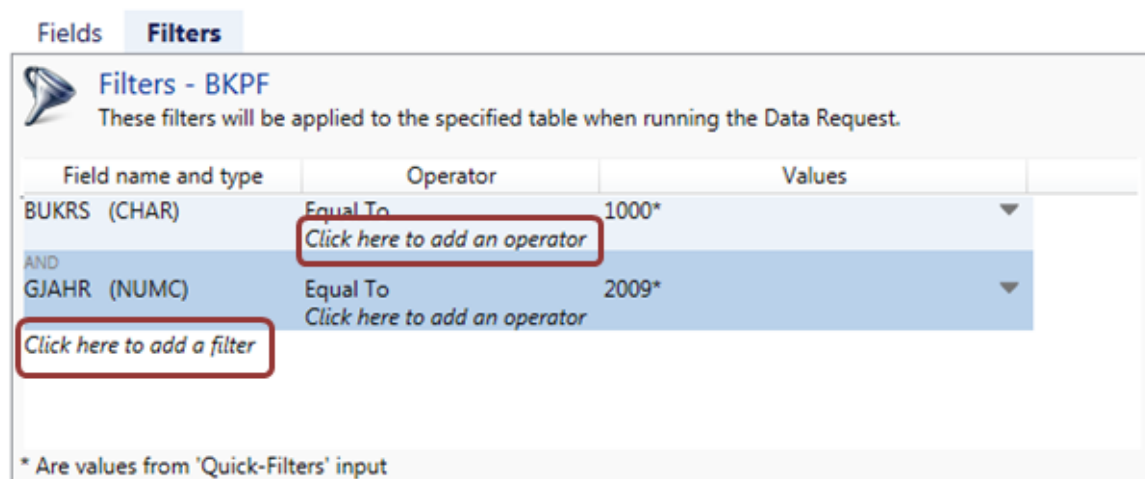 Fields Filters
Filters - BKPF
These filters will be applied to the specified table when running the Data Request.
Field name and type Operator Values
BUKRS (CHAR) Equal To 1000*
Click here to add an operator
AND
GJAHR (NUMC) Equal To 2009*
Click here to add an operator
Click here to add a filter
* Are values from 'Quick-Filters' input